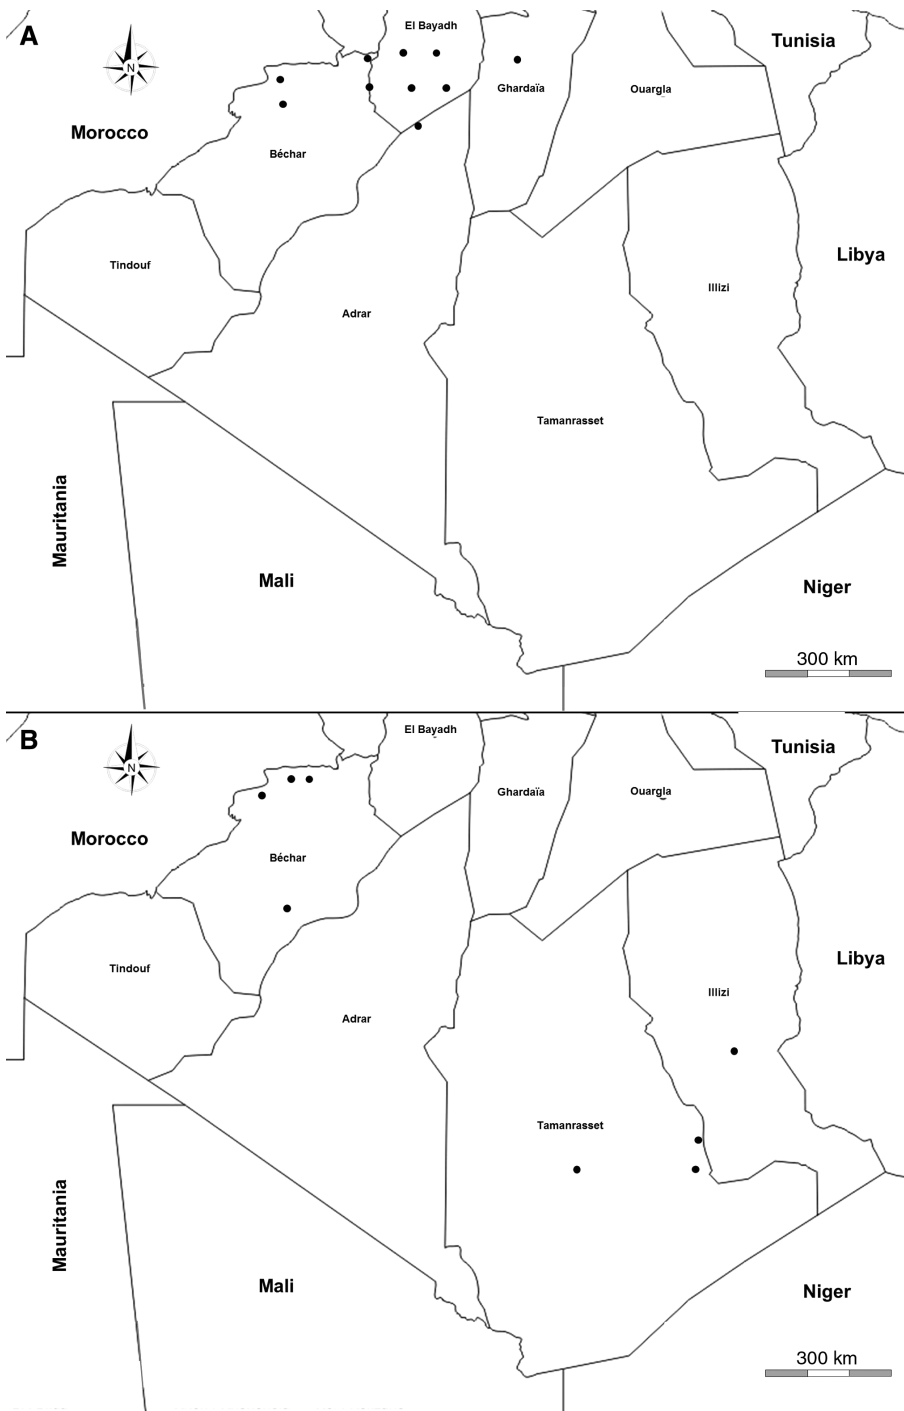 A
El Bayadh
Tunisia
N
Ghardaïa
Ouargla
Morocco
Béchar
Libya
Tindouf
Illizi
Adrar
Tamanrasset
Mauritania
Mali
Niger
300 km
B
El Bayadh
Tunisia
N
Ghardaïa
Ouargla
Morocco
Béchar
Libya
Tindouf
Illizi
Adrar
Tamanrasset
Mauritania
Mali
Niger
300 km